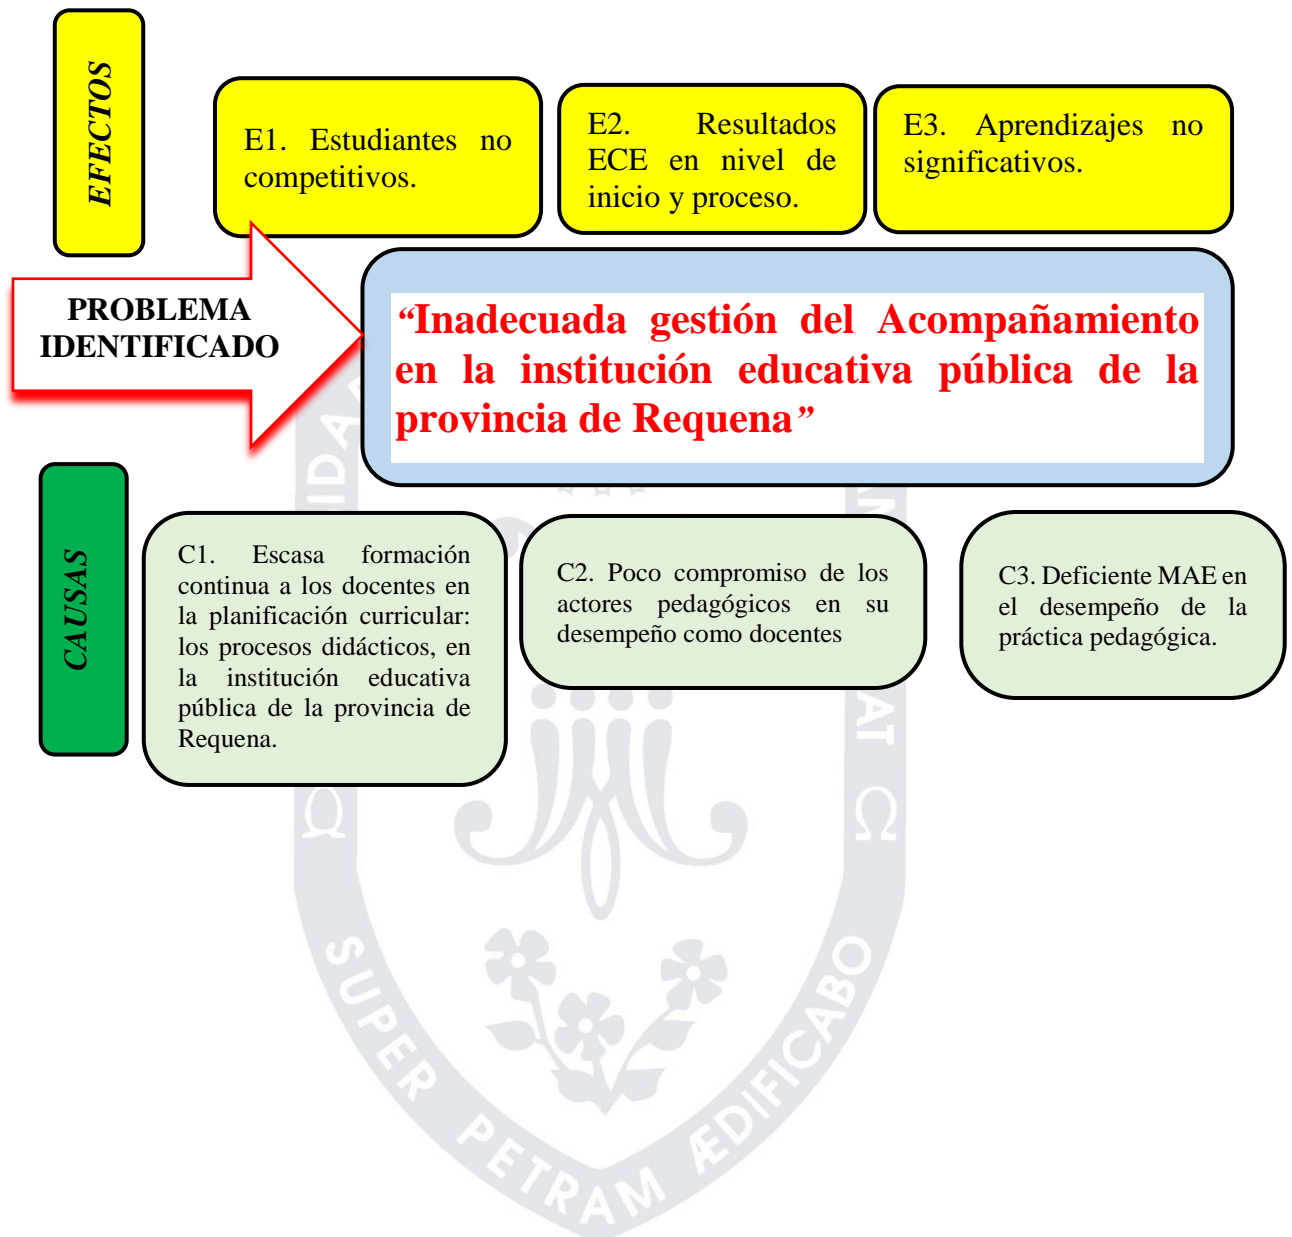 EFECTOS
E1. Estudiantes no
competitivos.
E2. Resultados
ECE en nivel de
inicio y proceso.
E3. Aprendizajes no
significativos.
PROBLEMA
IDENTIFICADO
“Inadecuada gestión del Acompañamiento
en la institución educativa pública de la
provincia de Requena”
CAUSAS
C1. Escasa formación
continua a los docentes en
la planificación curricular:
los procesos didácticos, en
la institución educativa
pública de la provincia de
Requena.
C2. Poco compromiso de los
actores pedagógicos en su
desempeño como docentes
C3. Deficiente MAE en
el desempeño de la
práctica pedagógica.
SUPER PETRAM ÆDIFICABO